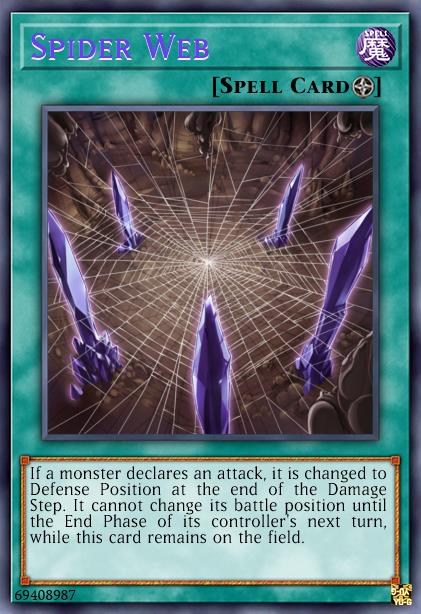 Spider Web
SPELL
魔
[Spell Card]
If a monster declares an attack, it is changed to
Defense Position at the end of the Damage
Step. It cannot change its battle position until
the End Phase of its controller's next turn,
while this card remains on the field.
69408987